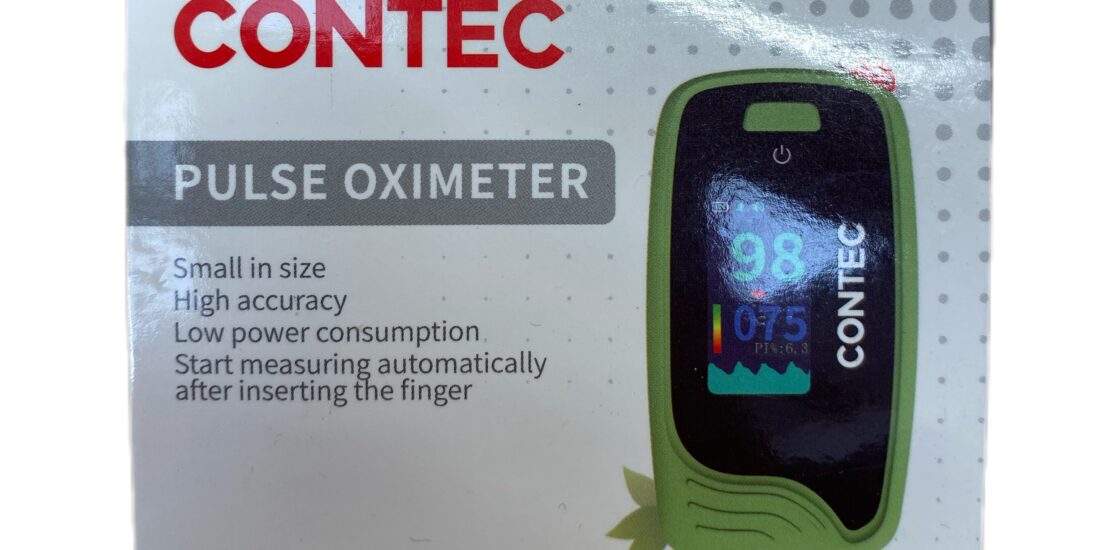 CONTEC
PULSE OXIMETER
Small in size
High accuracy
Low power consumption
Start measuring automatically
after inserting the finger
98
075
PI%:6.3
CONTEC